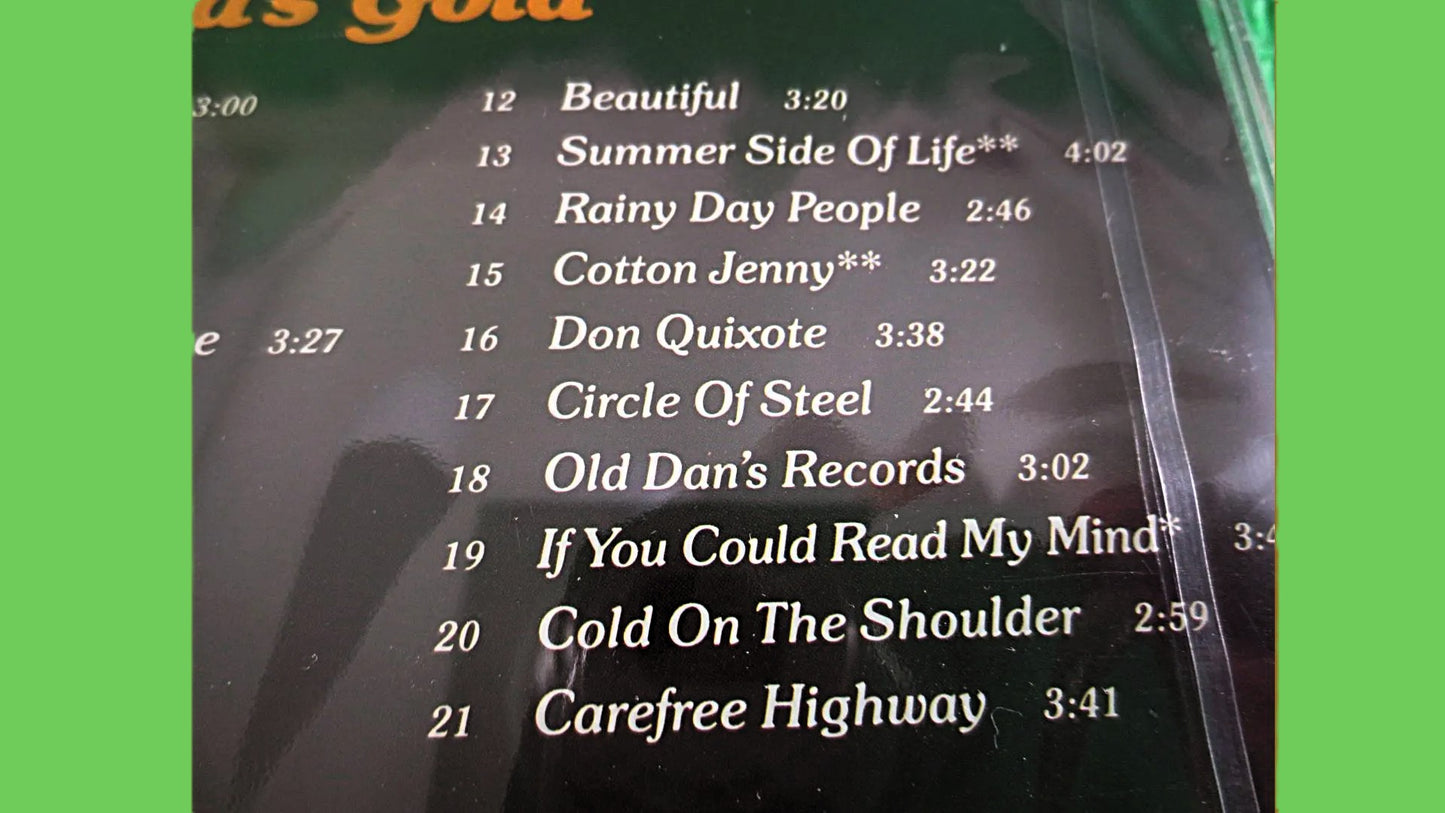 Gold
3:00
12 Beautiful 3:20
13 Summer Side Of Life** 4:02
14 Rainy Day People 2:46
15 Cotton Jenny** 3:22
e 3:27
16 Don Quixote 3:38
17 Circle Of Steel 2:44
18 Old Dan's Records 3:02
19 If You Could Read My Mind*
20 Cold On The Shoulder 2:59
21 Carefree Highway 3:41